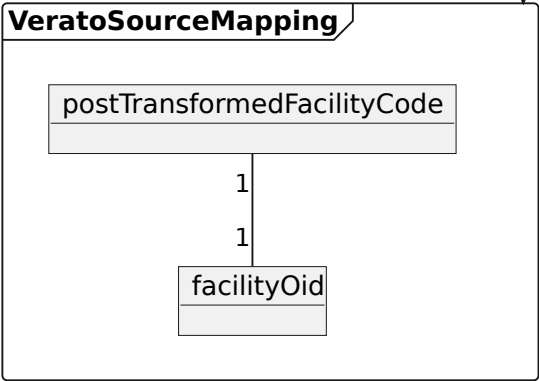 VeratoSourceMapping
postTransformedFacilityCode
1
1
facilityOid